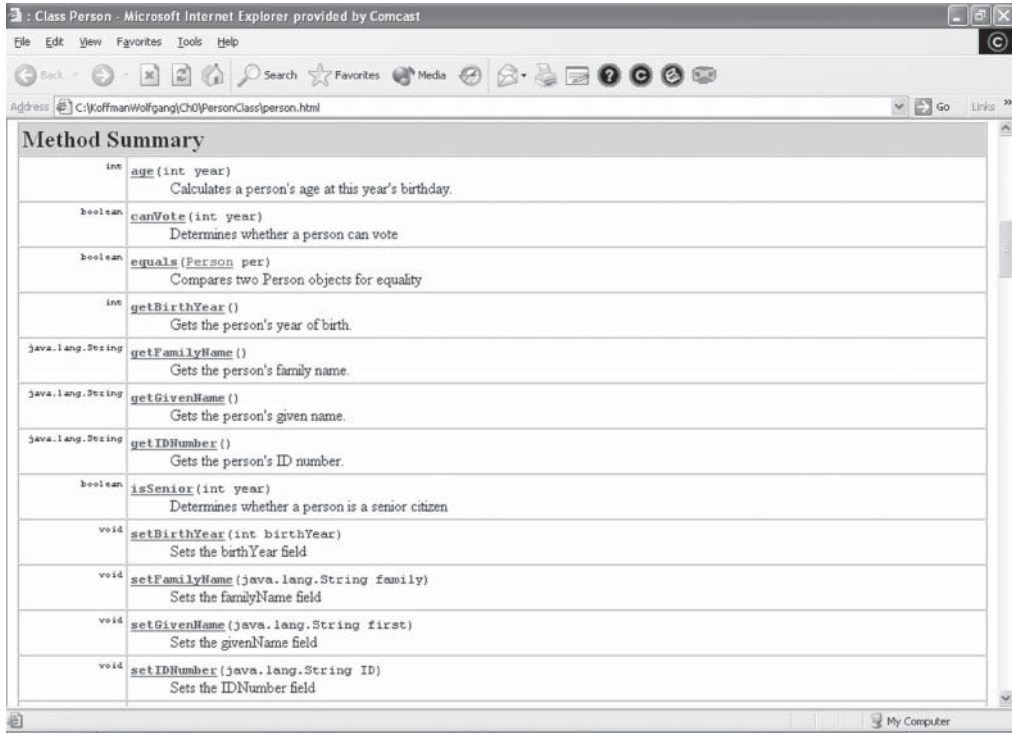 : Class Person - Microsoft Internet Explorer provided by Comcast
File Edit View Favorites Tools Help
Back Search Favorites Media
Address C:\KoffmanWolfgang\Ch0\PersonClass\person.html Go Links »
Method Summary
int age(int year)
Calculates a person's age at this year's birthday.
boolean canVote(int year)
Determines whether a person can vote
boolean equals(Person per)
Compares two Person objects for equality
int getBirthYear()
Gets the person's year of birth.
java.lang.String getFamilyName()
Gets the person's family name.
java.lang.String getGivenName()
Gets the person's given name.
java.lang.String getIDNumber()
Gets the person's ID number.
boolean isSenior(int year)
Determines whether a person is a senior citizen
void setBirthYear(int birthYear)
Sets the birthYear field
void setFamilyName(java.lang.String family)
Sets the familyName field
void setGivenName(java.lang.String first)
Sets the givenName field
void setIDNumber(java.lang.String ID)
Sets the IDNumber field
My Computer